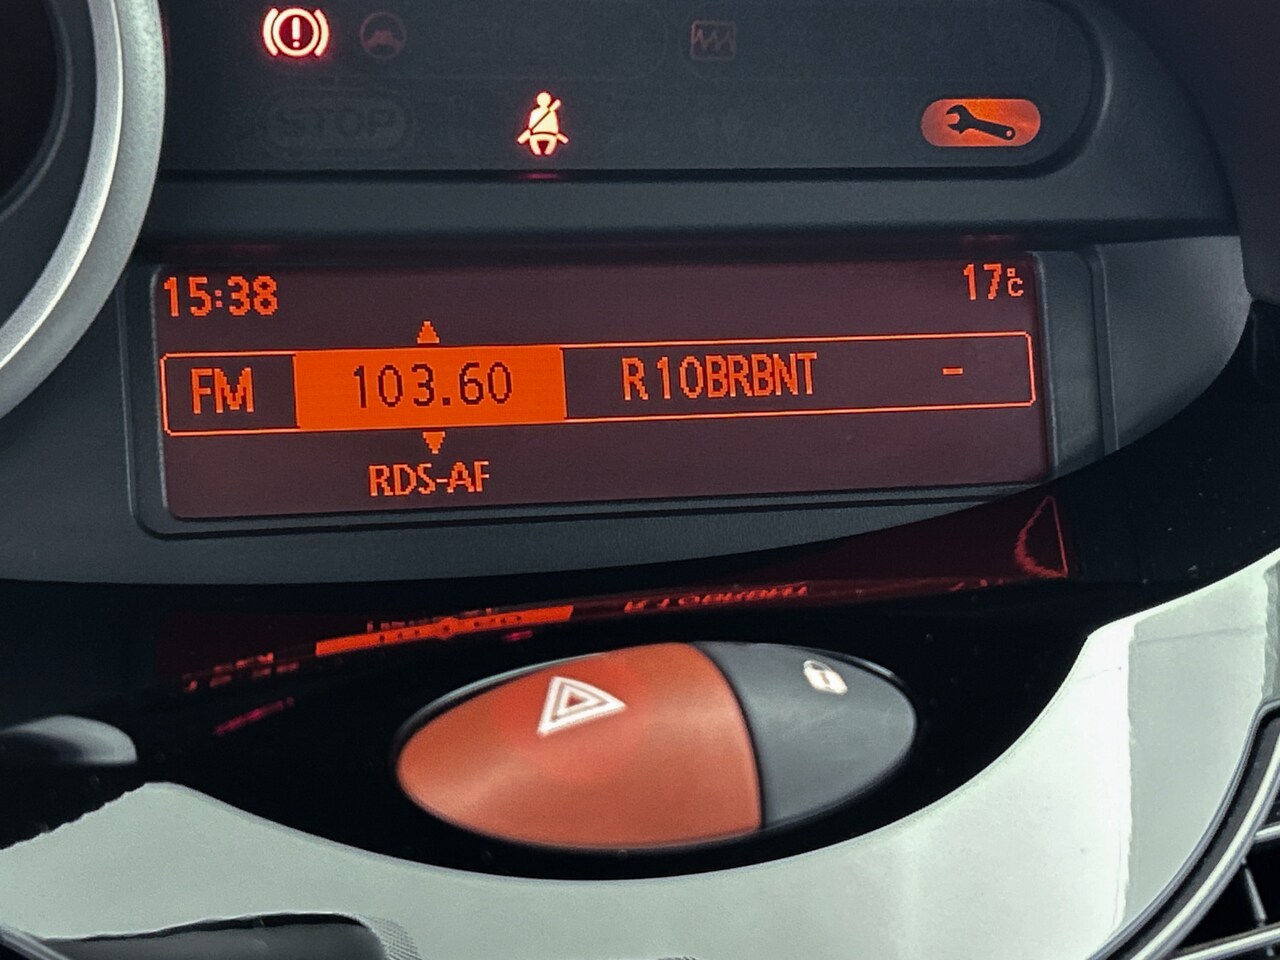 STOP
15:38 17°C
FM 103.60 R10BRBNT -
RDS-AF